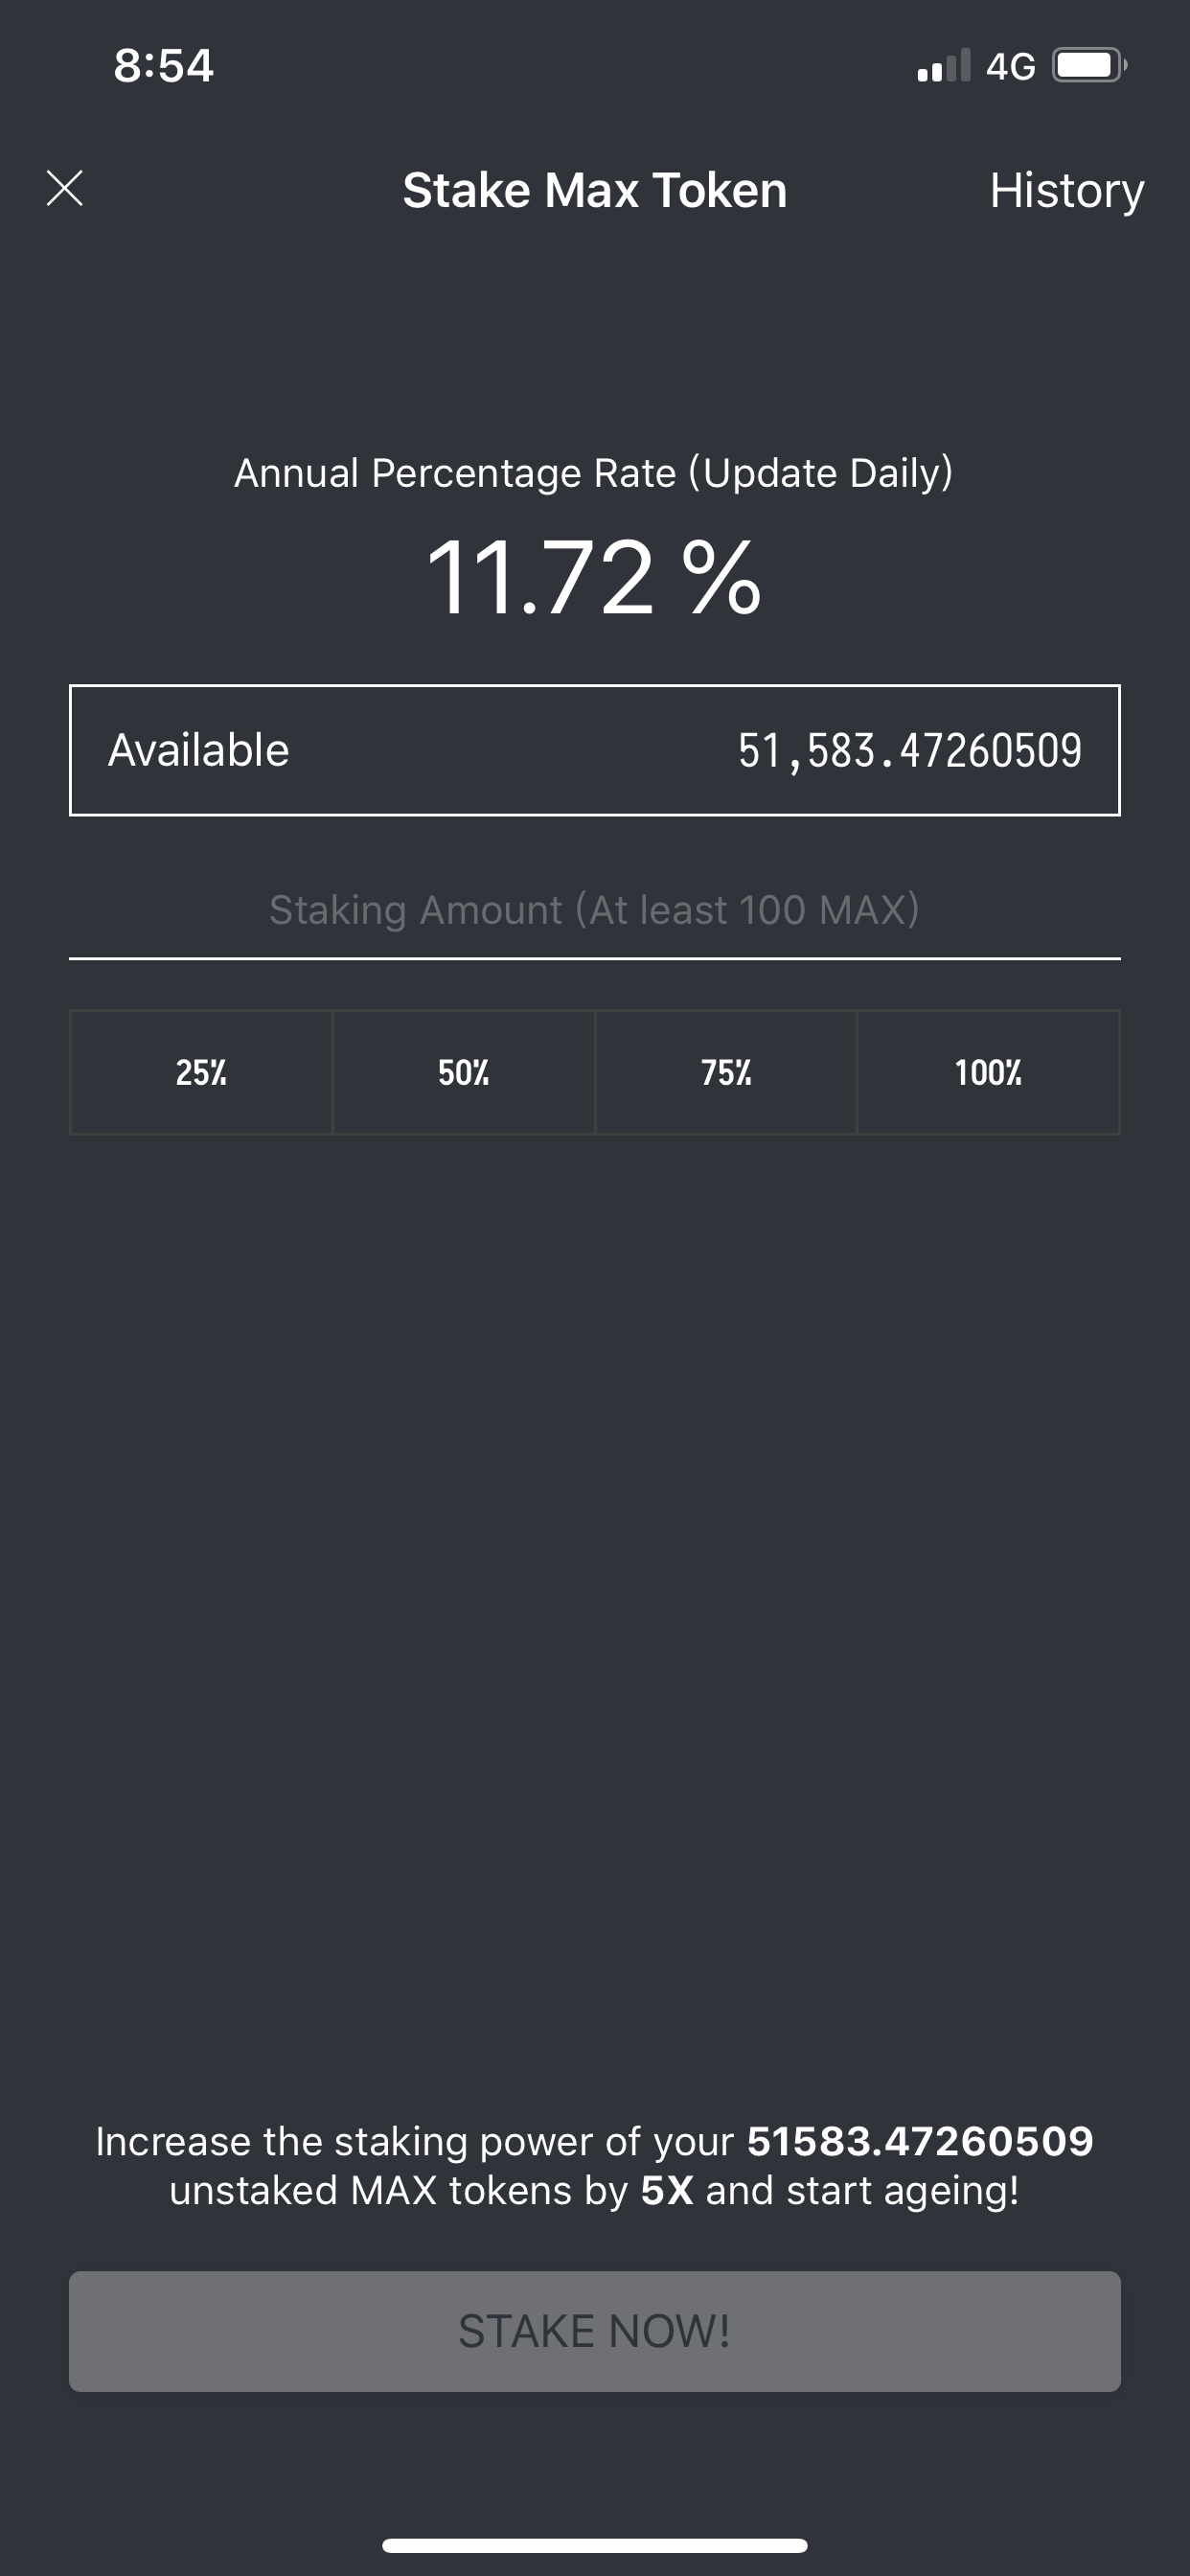 8:54
4G
Stake Max Token
History
Annual Percentage Rate (Update Daily)
11.72 %
Available 51,583.47260509
Staking Amount (At least 100 MAX)
25% 50% 75% 100%
Increase the staking power of your 51583.47260509
unstaked MAX tokens by 5X and start ageing!
STAKE NOW!